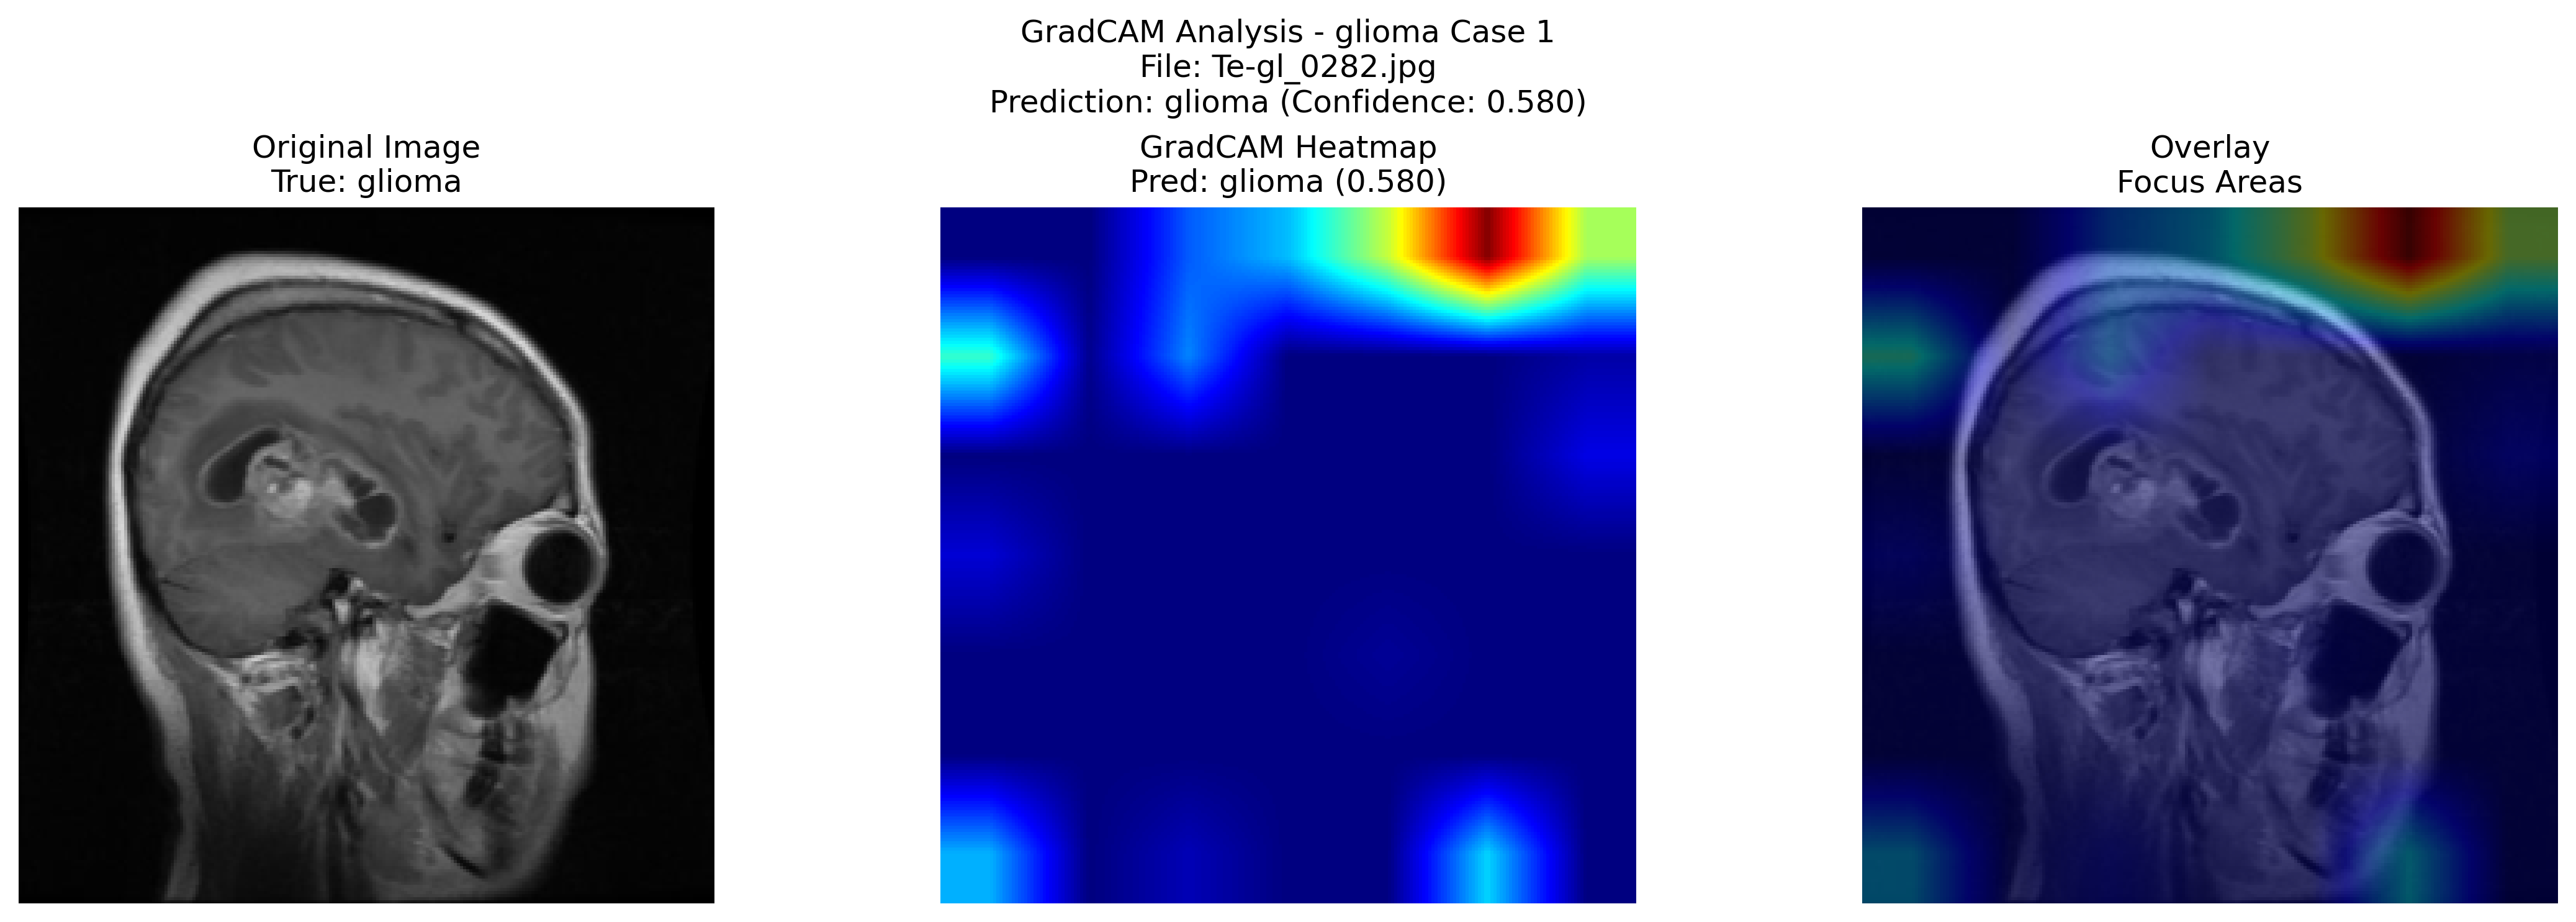 GradCAM Analysis - glioma Case 1
File: Te-gl_0282.jpg
Prediction: glioma (Confidence: 0.580)
Original Image
True: glioma
GradCAM Heatmap
Pred: glioma (0.580)
Overlay
Focus Areas